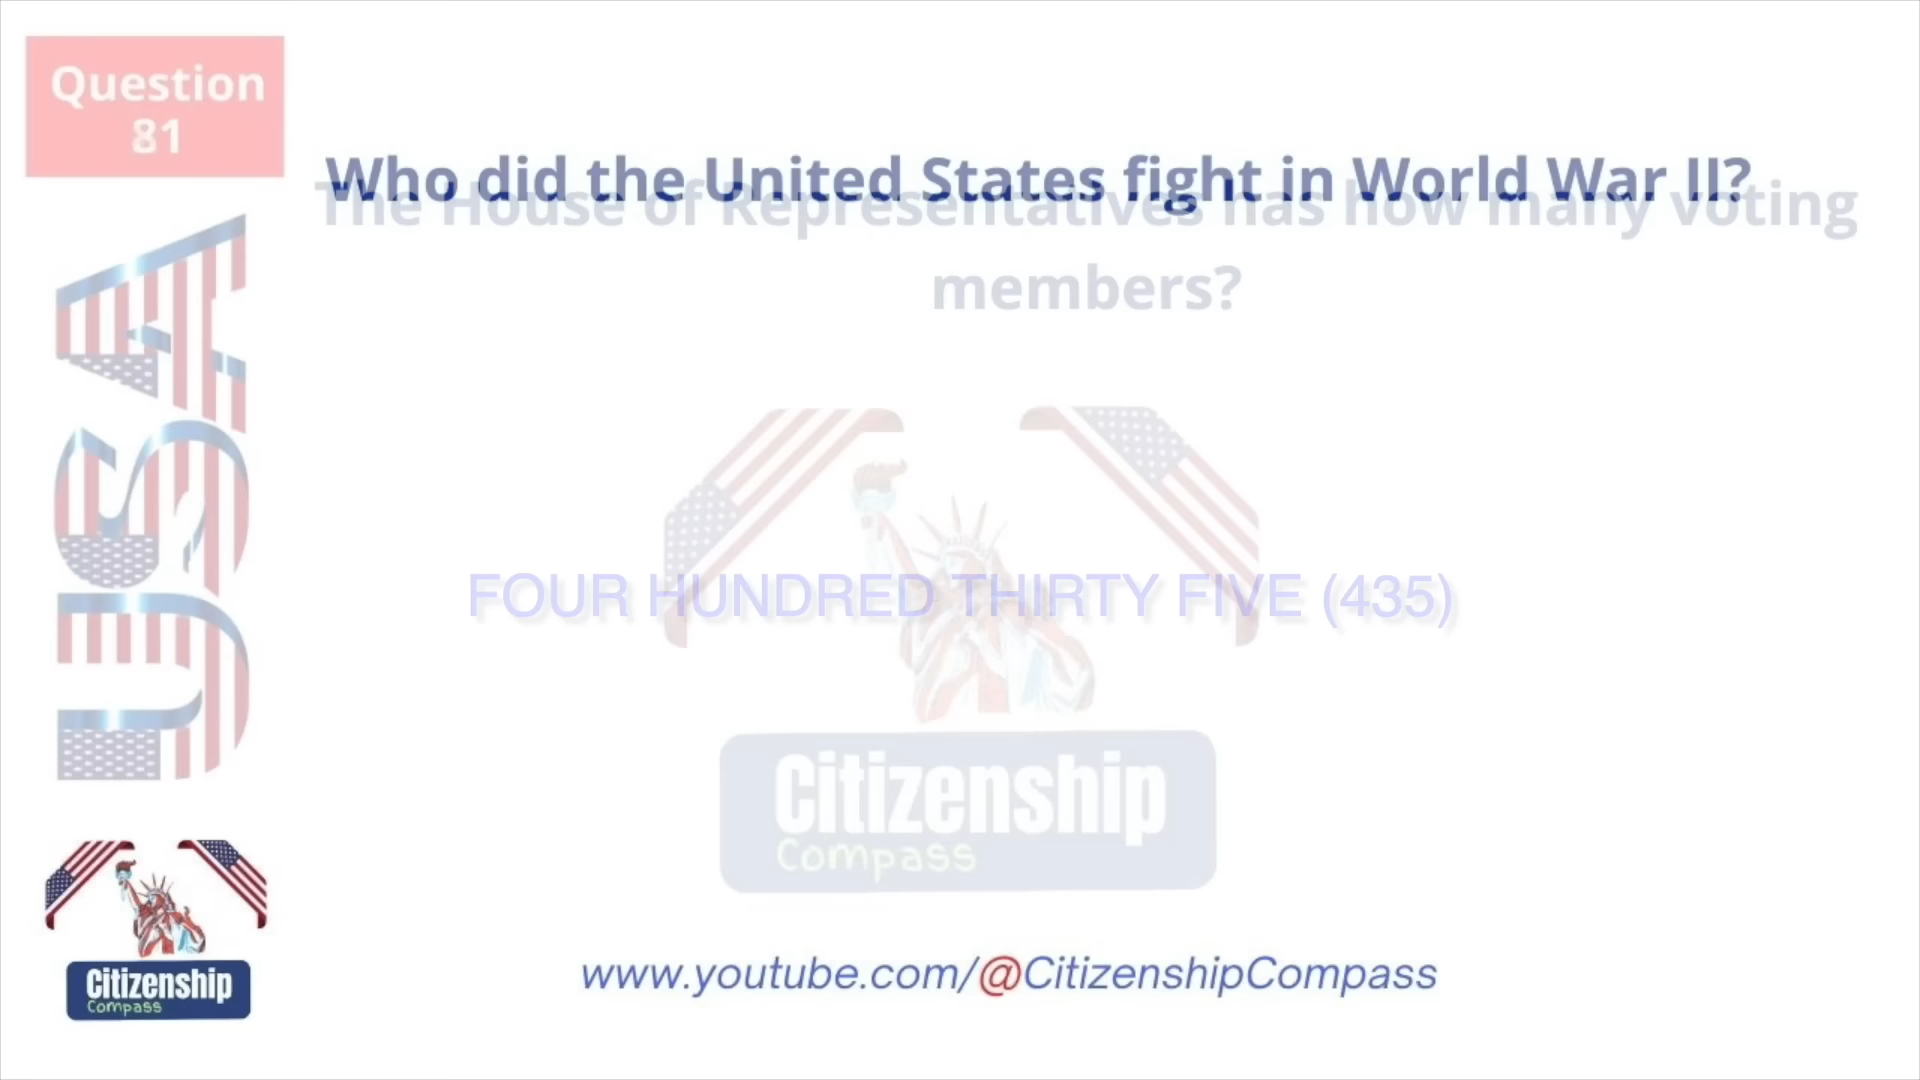 Question
81
Who did the United States fight in World War II?
The House of Representatives has how many voting
members?
USA
FOUR HUNDRED THIRTY FIVE (435)
Citizenship
Compass
Citizenship
Compass
www.youtube.com/@CitizenshipCompass